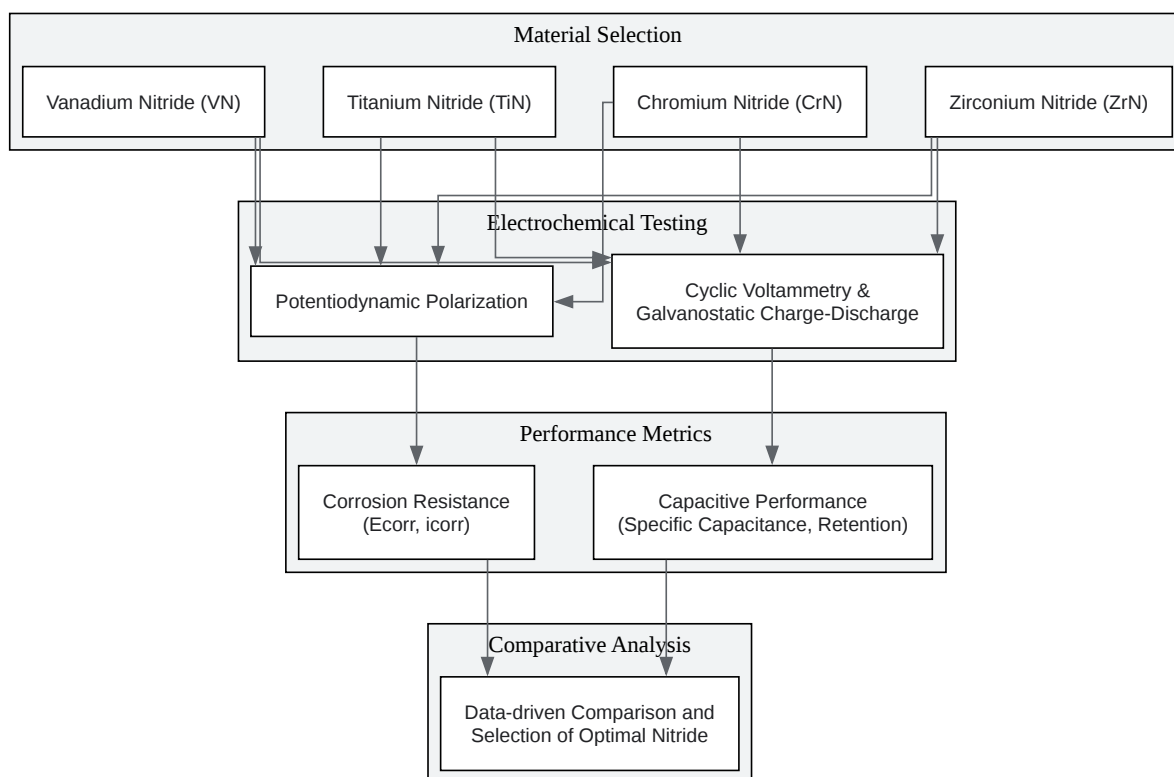 Material Selection
Vanadium Nitride (VN)
Titanium Nitride (TiN)
Chromium Nitride (CrN)
Zirconium Nitride (ZrN)
Electrochemical Testing
Potentiodynamic Polarization
Cyclic Voltammetry &
Galvanostatic Charge-Discharge
Performance Metrics
Corrosion Resistance
(Ecorr, icorr)
Capacitive Performance
(Specific Capacitance, Retention)
Comparative Analysis
Data-driven Comparison and
Selection of Optimal Nitride